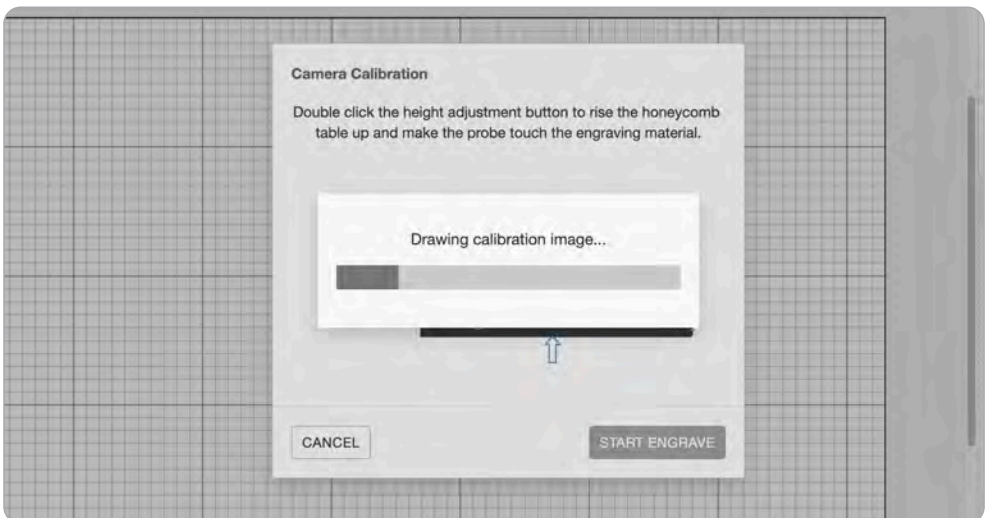 Camera Calibration
Double click the height adjustment button to rise the honeycomb
table up and make the probe touch the engraving material.
Drawing calibration image...
CANCEL
START ENGRAVE